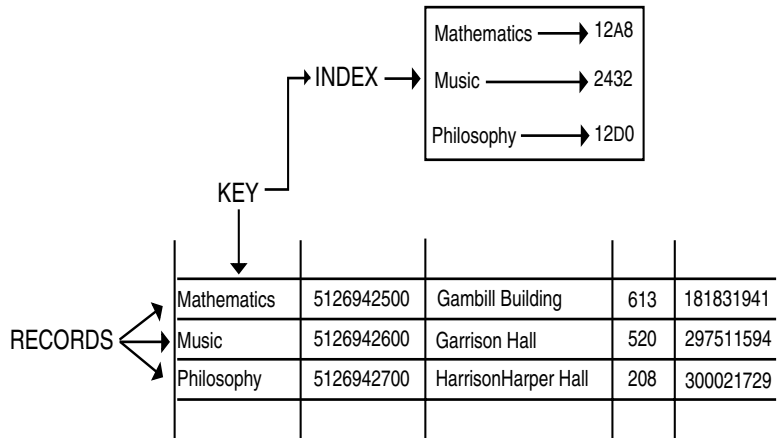 Mathematics 12A8
INDEX Music 2432
Philosophy 12D0
KEY
Mathematics 5126942500 Gambill Building 613 181831941
RECORDS Music 5126942600 Garrison Hall 520 297511594
Philosophy 5126942700 HarrisonHarper Hall 208 300021729